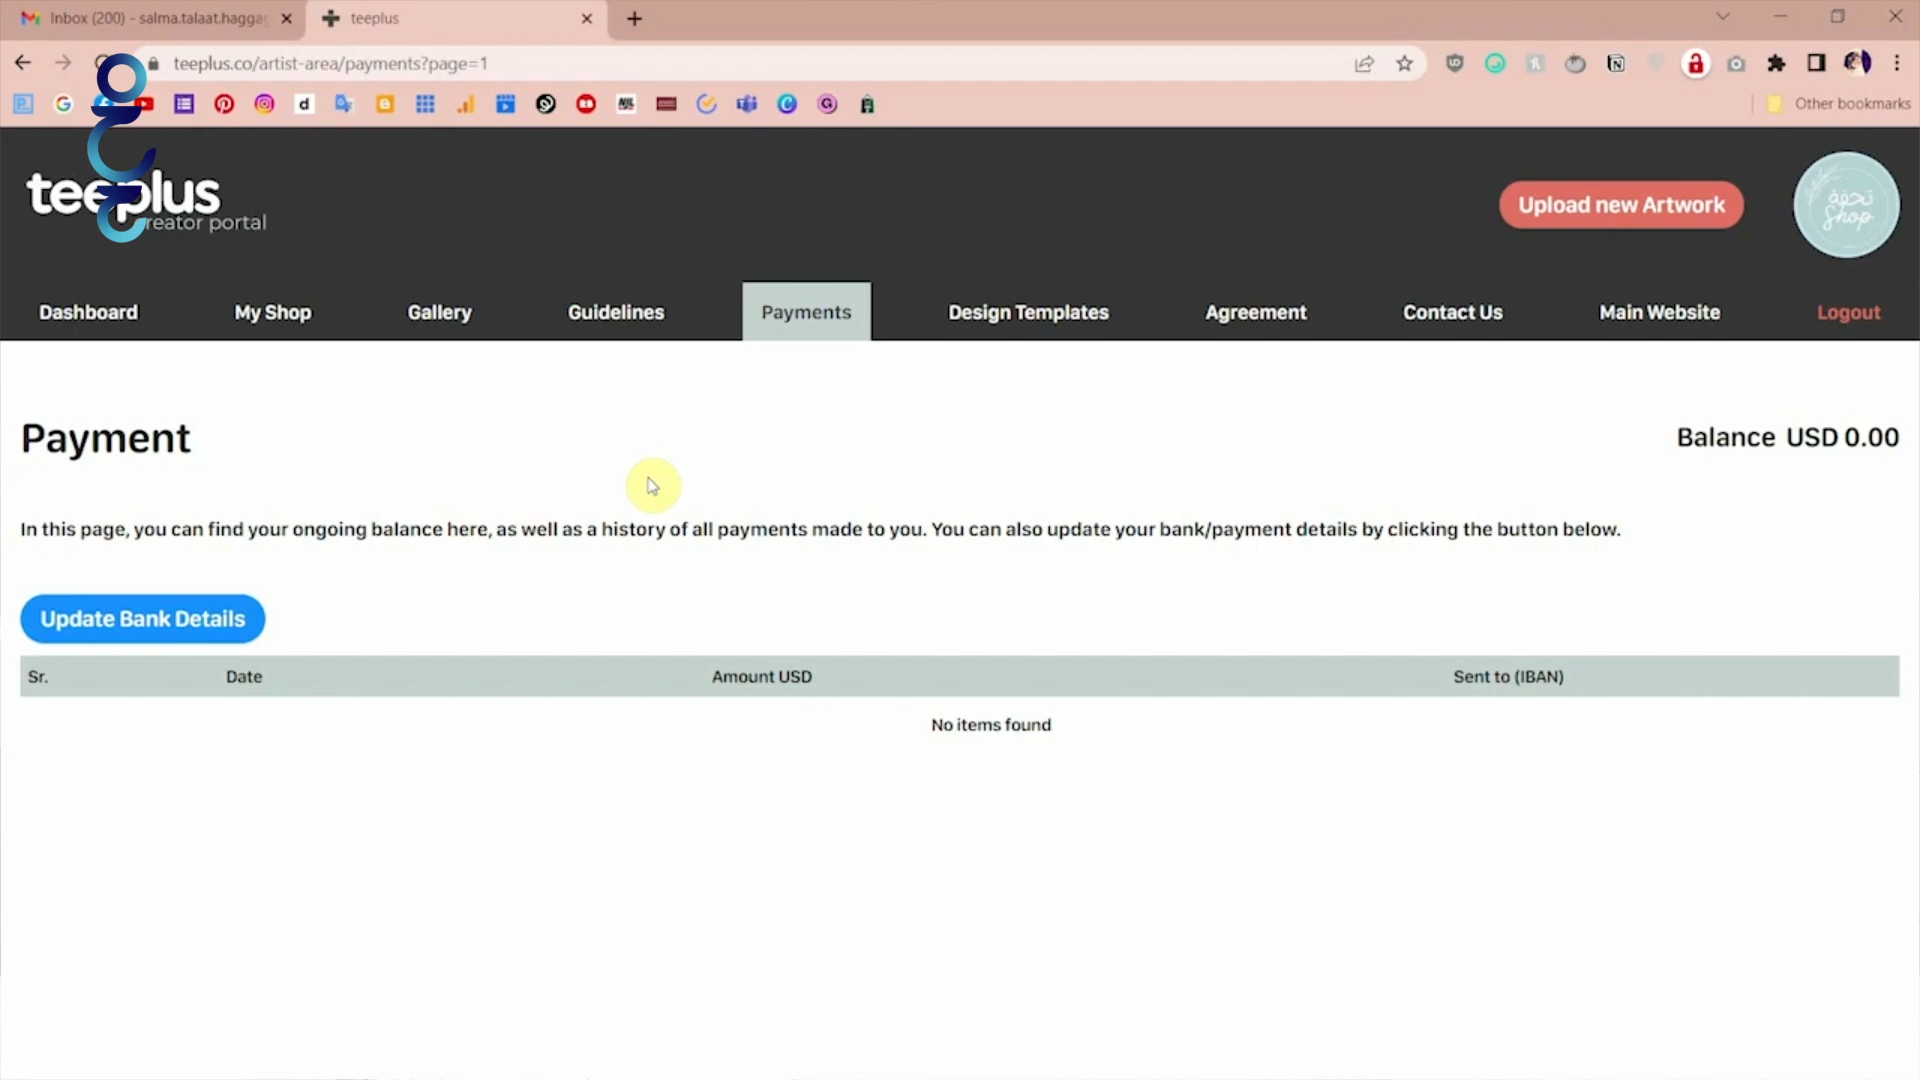 Inbox (200) - salma.talaat.hagga
teeplus
teeplus.co/artist-area/payments?page=1
Other bookmarks
teeplus
reator portal
Upload new Artwork
تحفة
Shop
Dashboard
My Shop
Gallery
Guidelines
Payments
Design Templates
Agreement
Contact Us
Main Website
Logout
Payment
Balance USD 0.00
In this page, you can find your ongoing balance here, as well as a history of all payments made to you. You can also update your bank/payment details by clicking the button below.
Update Bank Details
Sr.
Date
Amount USD
Sent to (IBAN)
No items found